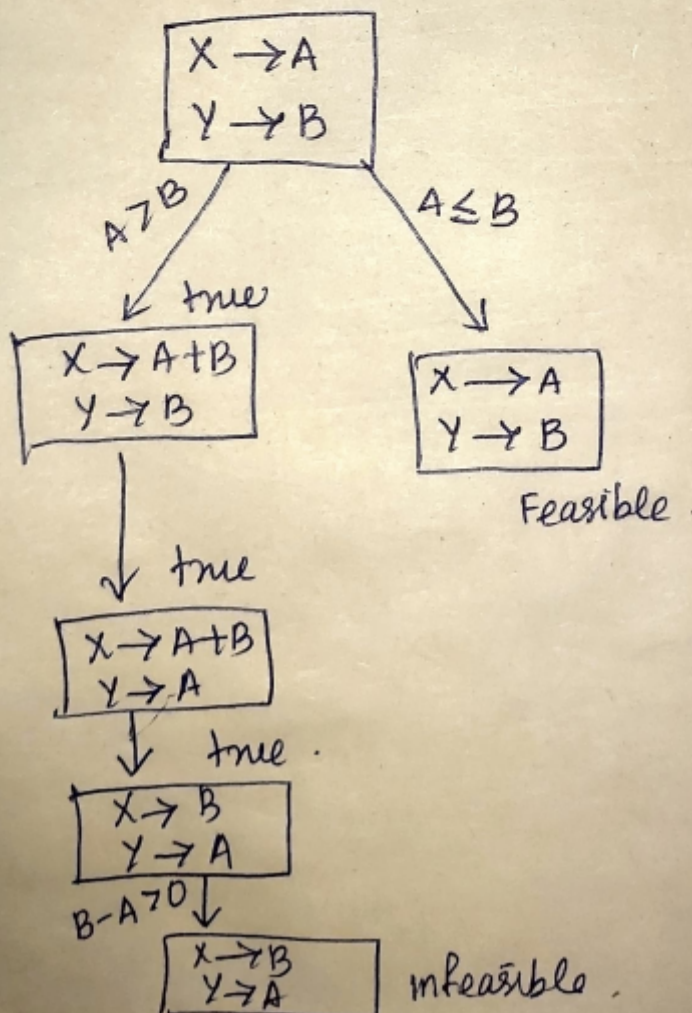 X → A
Y → B
A > B
A ≤ B
true
X → A+B
Y → B
X → A
Y → B
Feasible.
true
X → A+B
Y → A
true.
X → B
Y → A
B-A>0
X → B
Y → A
infeasible.